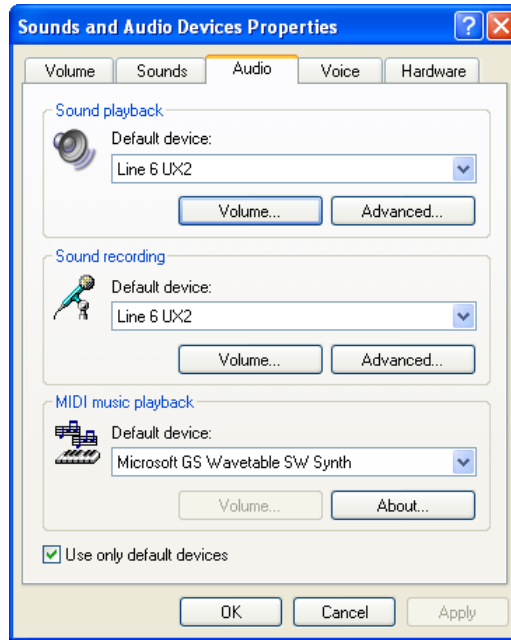 Sounds and Audio Devices Properties
Volume Sounds Audio Voice Hardware
Sound playback
Default device:
Line 6 UX2
Volume... Advanced...
Sound recording
Default device:
Line 6 UX2
Volume... Advanced...
MIDI music playback
Default device:
Microsoft GS Wavetable SW Synth
Volume... About...
Use only default devices
OK Cancel Apply